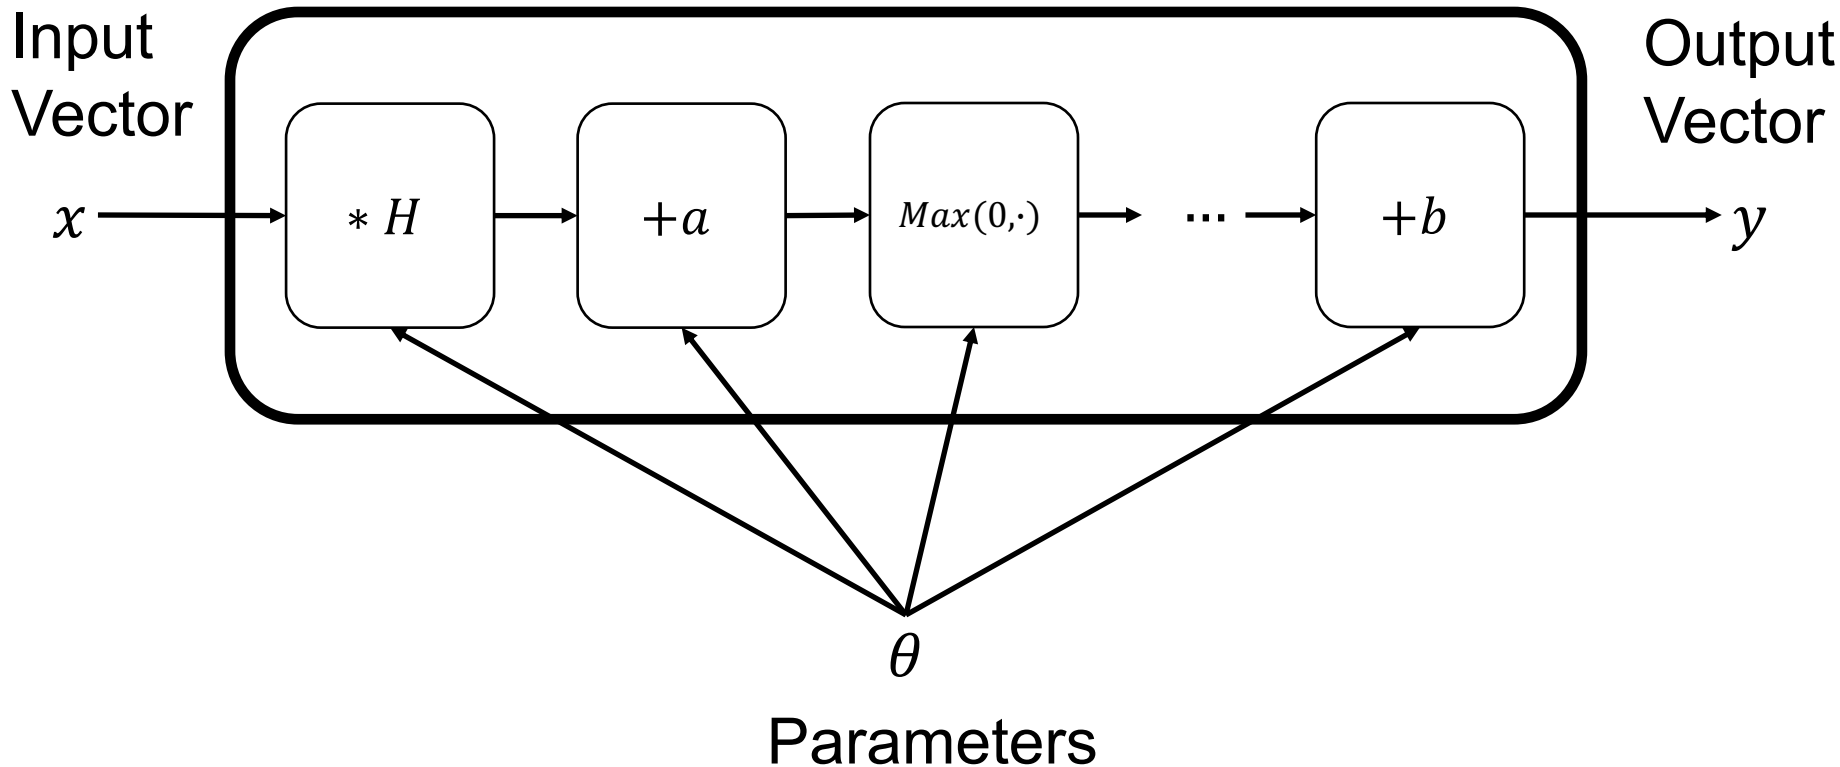 Input
Vector
Output
Vector
x
∗ H
+a
Max(0,·)
...
+b
y
θ
Parameters